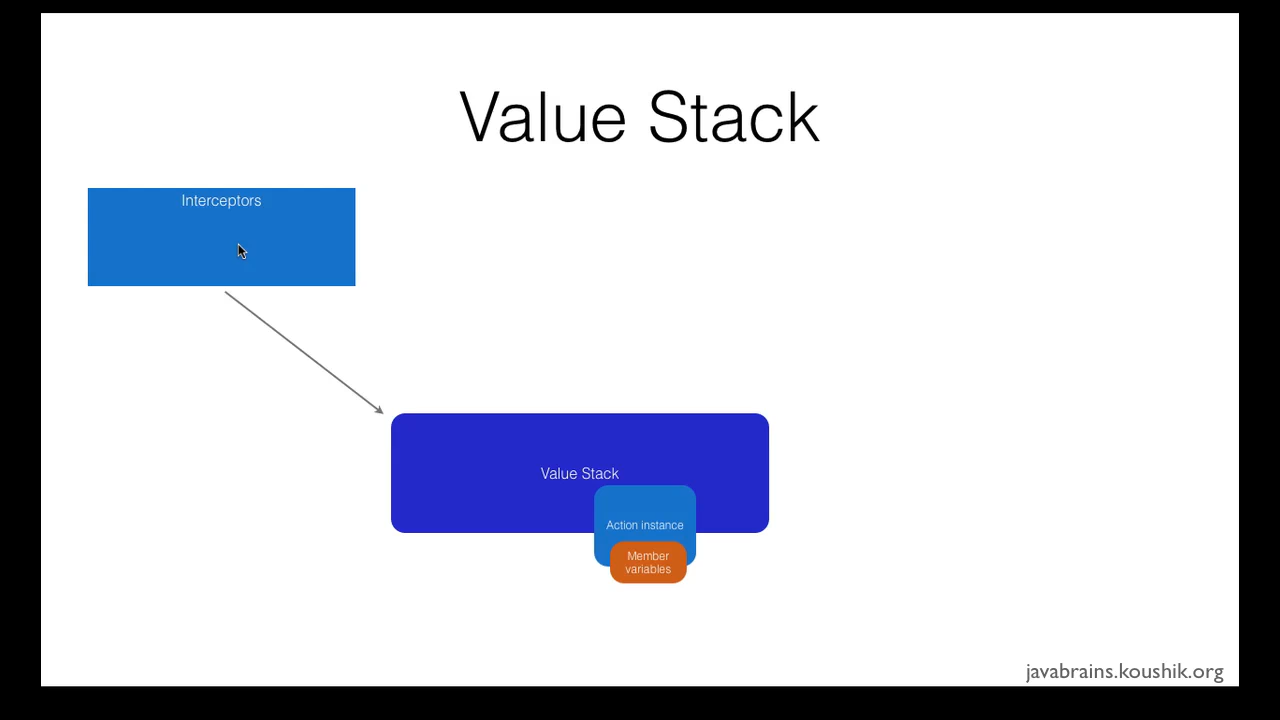 Value Stack
Interceptors
Value Stack
Action instance
Member
variables
javabrains.koushik.org